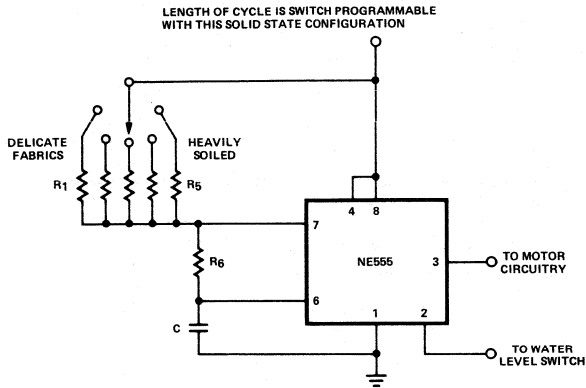 LENGTH OF CYCLE IS SWITCH PROGRAMMABLE
WITH THIS SOLID STATE CONFIGURATION
DELICATE
FABRICS
HEAVILY
SOILED
R1
R5
4 8
7
R6
NE555
3
TO MOTOR
CIRCUITRY
6
1 2
C
TO WATER
LEVEL SWITCH